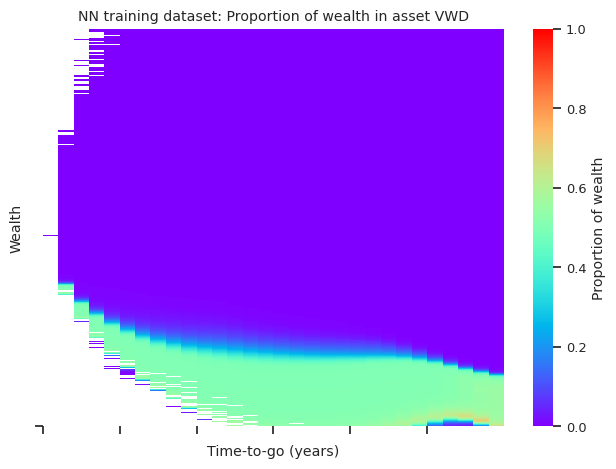 NN training dataset: Proportion of wealth in asset VWD
Wealth
Time-to-go (years)
1.0
0.8
0.6
0.4
0.2
0.0
Proportion of wealth